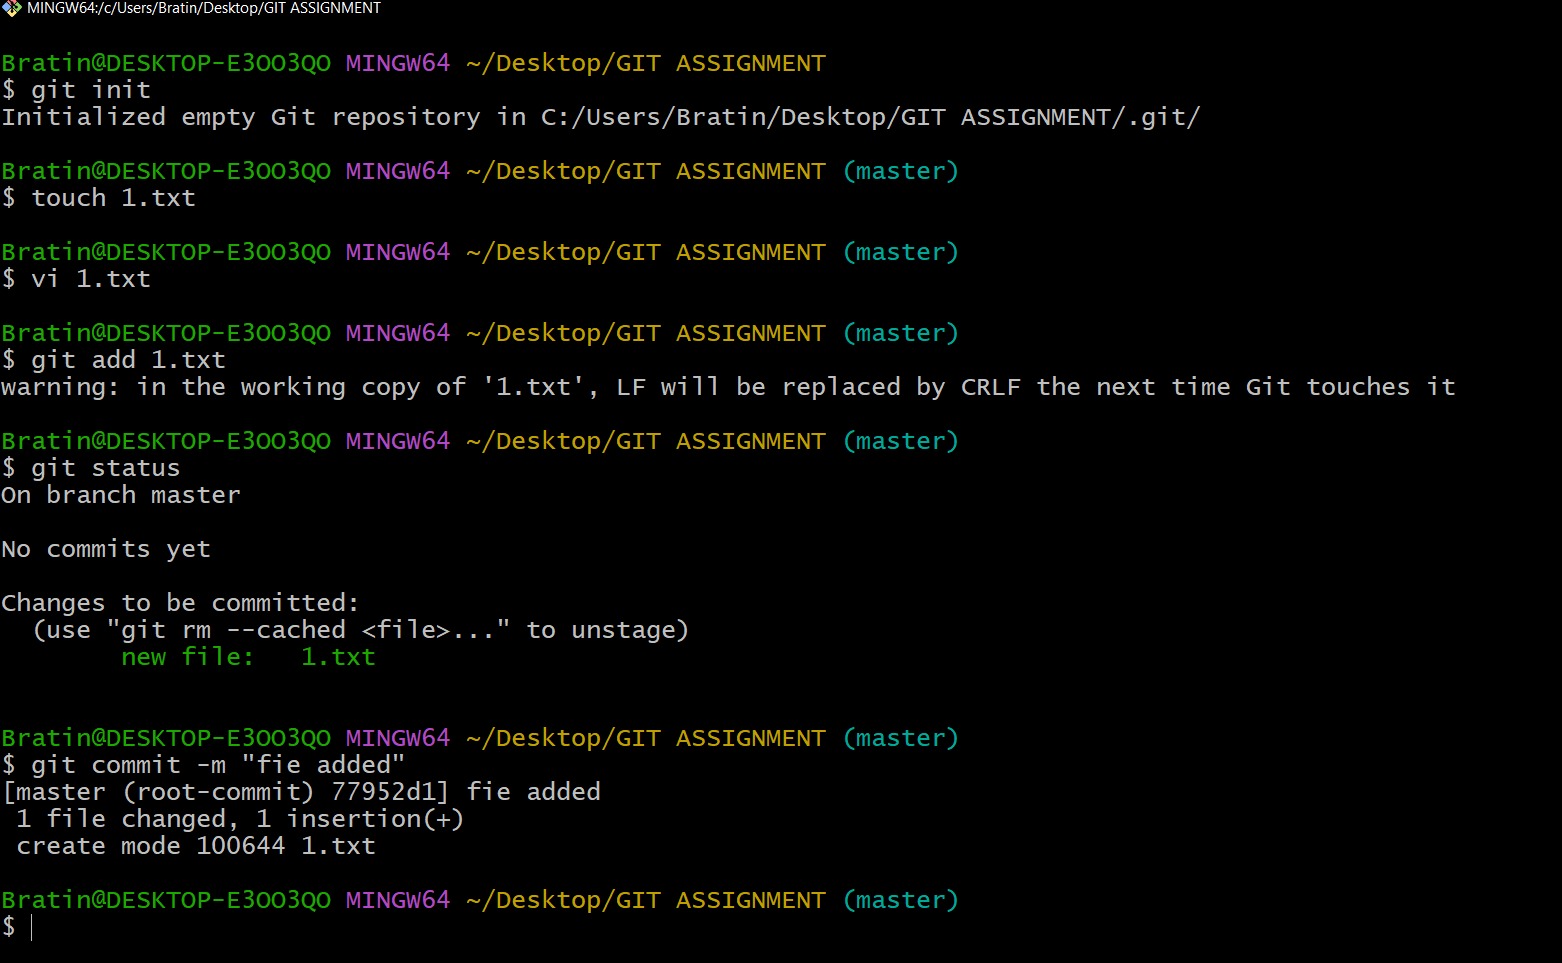 MINGW64:/c/Users/Bratin/Desktop/GIT ASSIGNMENT
Bratin@DESKTOP-E3OO3QO MINGW64 ~/Desktop/GIT ASSIGNMENT
$ git init
Initialized empty Git repository in C:/Users/Bratin/Desktop/GIT ASSIGNMENT/.git/
Bratin@DESKTOP-E3OO3QO MINGW64 ~/Desktop/GIT ASSIGNMENT (master)
$ touch 1.txt
Bratin@DESKTOP-E3OO3QO MINGW64 ~/Desktop/GIT ASSIGNMENT (master)
$ vi 1.txt
Bratin@DESKTOP-E3OO3QO MINGW64 ~/Desktop/GIT ASSIGNMENT (master)
$ git add 1.txt
warning: in the working copy of '1.txt', LF will be replaced by CRLF the next time Git touches it
Bratin@DESKTOP-E3OO3QO MINGW64 ~/Desktop/GIT ASSIGNMENT (master)
$ git status
On branch master
No commits yet
Changes to be committed:
  (use "git rm --cached <file>..." to unstage)
        new file:   1.txt
Bratin@DESKTOP-E3OO3QO MINGW64 ~/Desktop/GIT ASSIGNMENT (master)
$ git commit -m "fie added"
[master (root-commit) 77952d1] fie added
 1 file changed, 1 insertion(+)
 create mode 100644 1.txt
Bratin@DESKTOP-E3OO3QO MINGW64 ~/Desktop/GIT ASSIGNMENT (master)
$